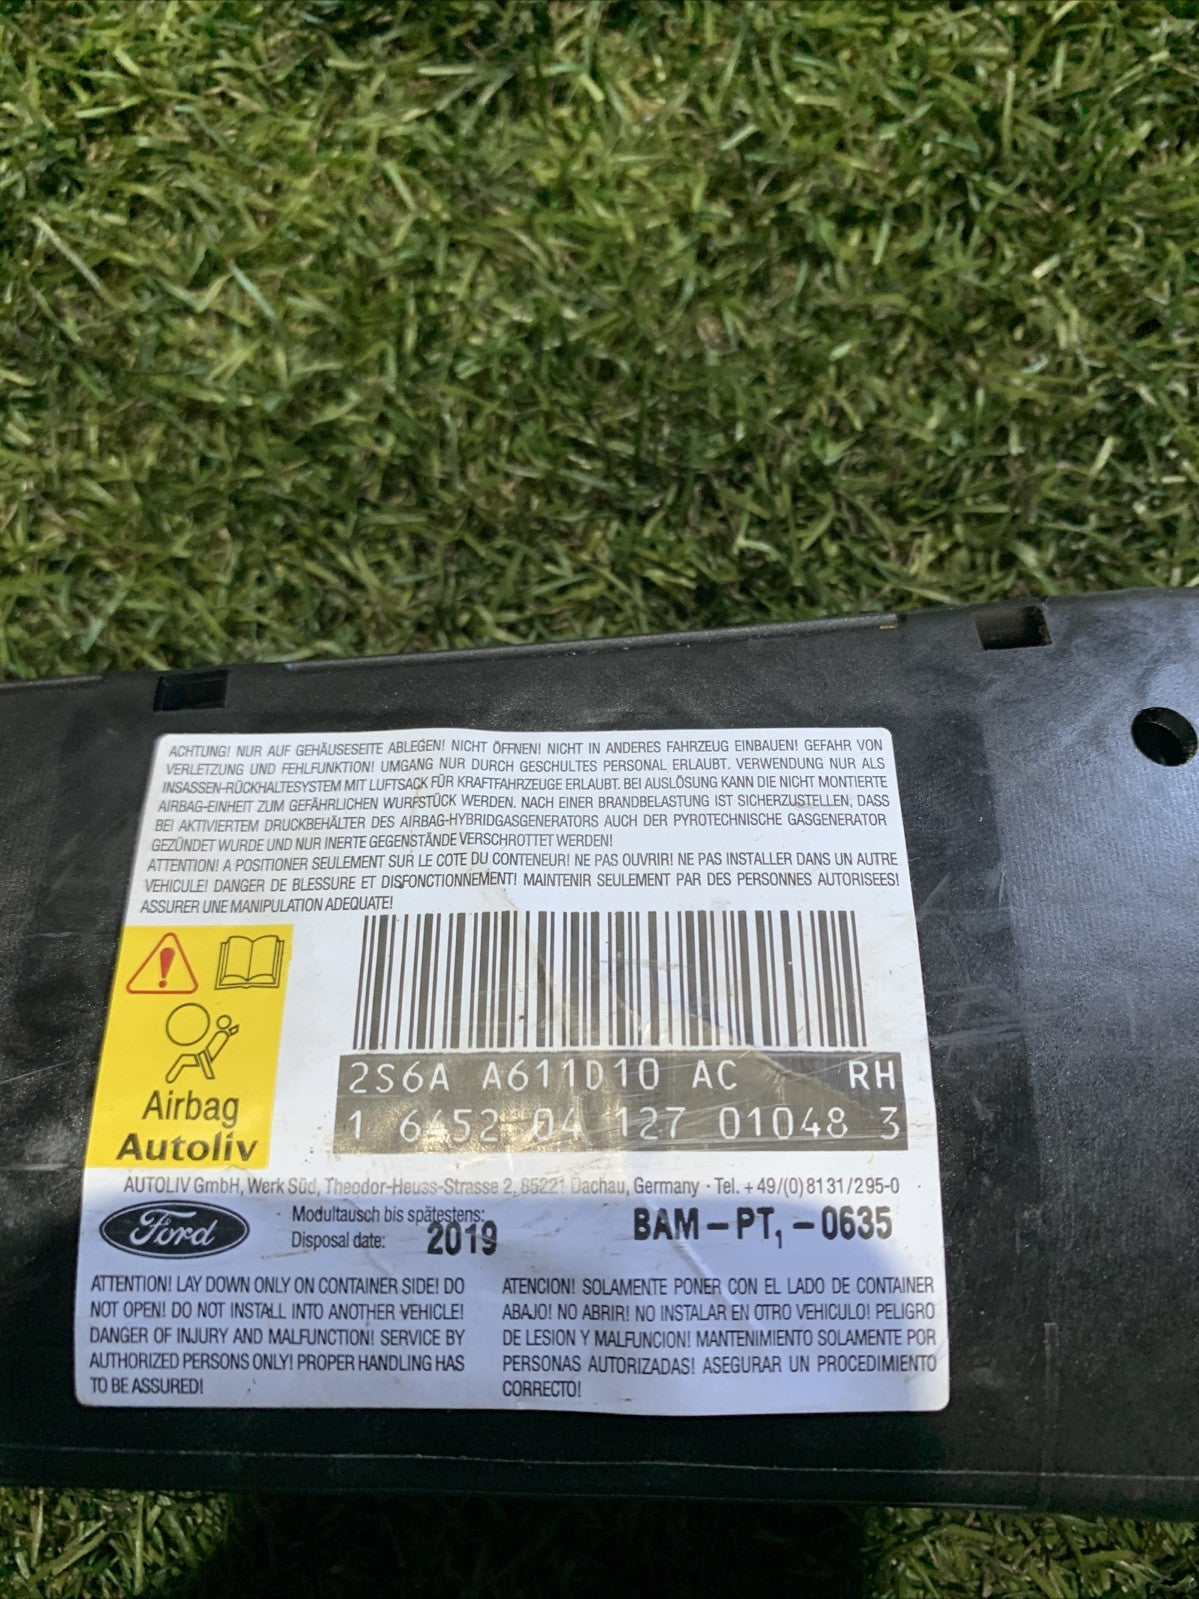 ACHTUNG! NUR AUF GEHÄUSESEITE ABLEGEN! NICHT ÖFFNEN! NICHT IN ANDERES FAHRZEUG EINBAUEN! GEFAHR VON
VERLETZUNG UND FEHLFUNKTION! UMGANG NUR DURCH GESCHULTES PERSONAL ERLAUBT. VERWENDUNG NUR ALS
INSASSEN-RÜCKHALTESYSTEM MIT LUFTSACK FÜR KRAFTFAHRZEUGE ERLAUBT. BEI AUSLÖSUNG KANN DIE NICHT MONTIERTE
AIRBAG-EINHEIT ZUM GEFÄHRLICHEN WURFSTÜCK WERDEN. NACH EINER BRANDBELASTUNG IST SICHERZUSTELLEN, DASS
BEI AKTIVIERTEM DRUCKBEHÄLTER DES AIRBAG-HYBRIDGASGENERATORS AUCH DER PYROTECHNISCHE GASGENERATOR
GEZÜNDET WURDE UND NUR INERTE GEGENSTÄNDE VERSCHROTTET WERDEN!
ATTENTION! A POSITIONER SEULEMENT SUR LE COTE DU CONTENEUR! NE PAS OUVRIR! NE PAS INSTALLER DANS UN AUTRE
VEHICULE! DANGER DE BLESSURE ET DISFONCTIONNEMENT! MAINTENIR SEULEMENT PAR DES PERSONNES AUTORISEES!
ASSURER UNE MANIPULATION ADEQUATE!
Airbag
Autoliv
2S6A A611D10 AC RH
1 6452 04 127 01048 3
AUTOLIV GmbH, Werk Süd, Theodor-Heuss-Strasse 2, 85221 Dachau, Germany · Tel. +49/(0)8131/295-0
Ford
Modultausch bis spätestens:
Disposal date: 2019
BAM-PT1-0635
ATTENTION! LAY DOWN ONLY ON CONTAINER SIDE! DO
NOT OPEN! DO NOT INSTALL INTO ANOTHER VEHICLE!
DANGER OF INJURY AND MALFUNCTION! SERVICE BY
AUTHORIZED PERSONS ONLY! PROPER HANDLING HAS
TO BE ASSURED!
ATENCION! SOLAMENTE PONER CON EL LADO DE CONTAINER
ABAJO! NO ABRIR! NO INSTALAR EN OTRO VEHICULO! PELIGRO
DE LESION Y MALFUNCION! MANTENIMIENTO SOLAMENTE POR
PERSONAS AUTORIZADAS! ASEGURAR UN PROCEDIMIENTO
CORRECTO!